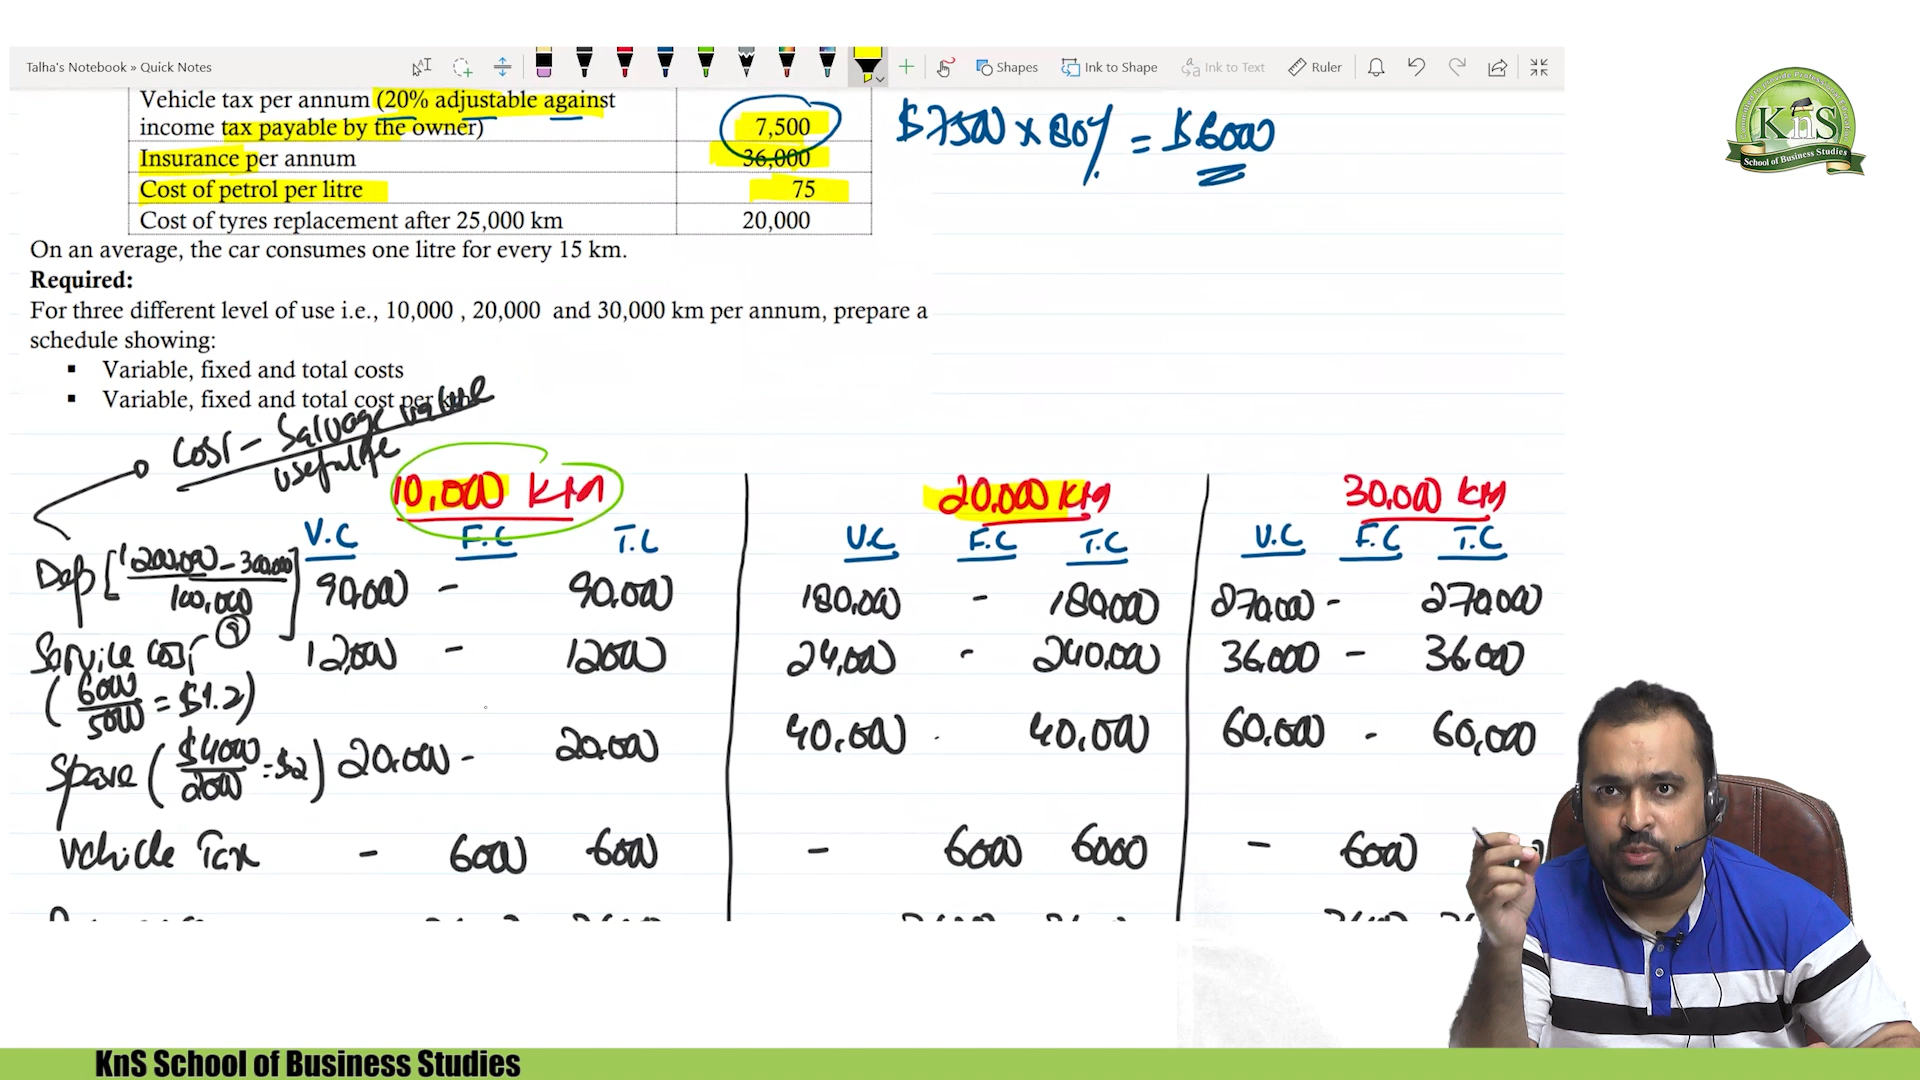 Talha's Notebook » Quick Notes
Shapes
Ink to Shape
Ink to Text
Ruler
Vehicle tax per annum (20% adjustable against
income tax payable by the owner)
7,500
$7500 x 80% = $6000
Insurance per annum
36,000
Cost of petrol per litre
75
Cost of tyres replacement after 25,000 km
20,000
On an average, the car consumes one litre for every 15 km.
Required:
For three different level of use i.e., 10,000 , 20,000 and 30,000 km per annum, prepare a
schedule showing:
▪ Variable, fixed and total costs
▪ Variable, fixed and total cost per km
Cost - Salvage value
useful life
10,000 KM
20,000 KM
30,000 KM
V.C F.C T.C
V.C F.C T.C
V.C F.C T.C
Dep [1200,000 - 300,000
100,000] 90,000 - 90,000
180,000 - 180,000
270,000 - 270,000
9
Service cost 12,000 - 12000
24,000 - 240,000
36,000 - 36,000
(6000
5000 = $1.2)
Spare ($4000
2000 = $2) 20,000 - 20,000
40,000 - 40,000
60,000 - 60,000
Vehicle Tax - 6000 6000
- 6000 6000
- 6000
KnS
School of Business Studies
KnS School of Business Studies